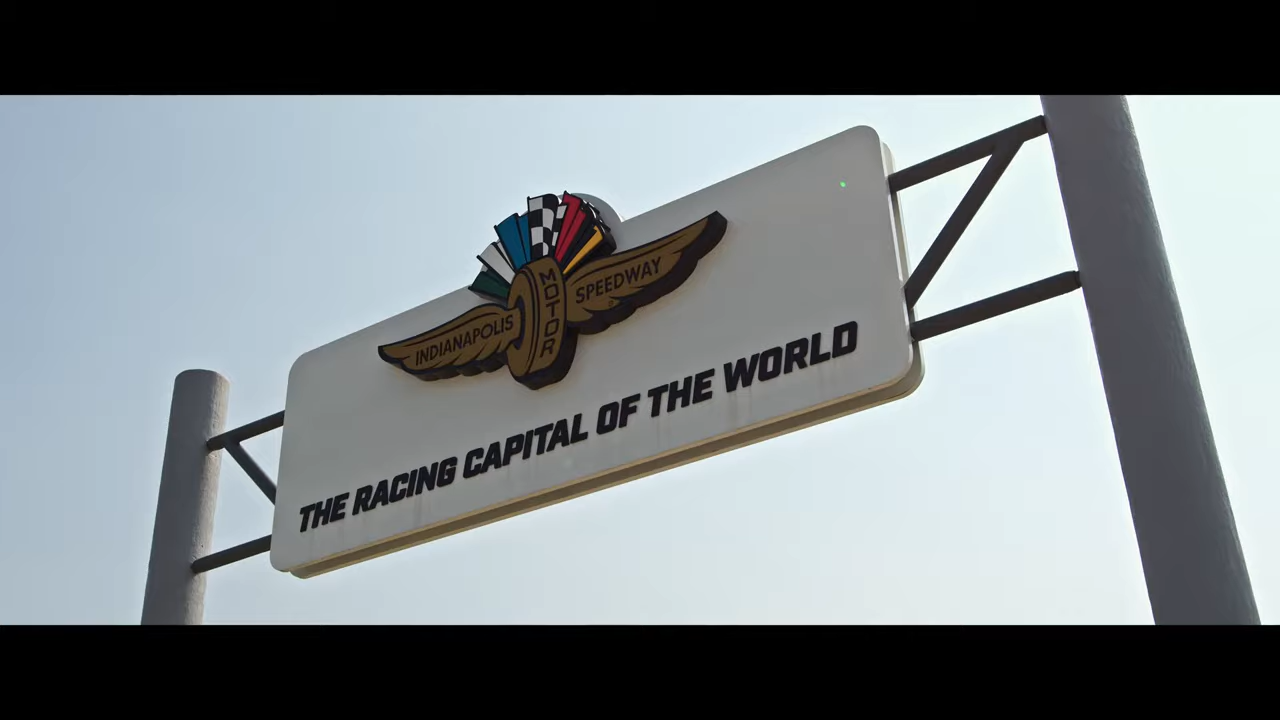 INDIANAPOLIS MOTOR SPEEDWAY
THE RACING CAPITAL OF THE WORLD